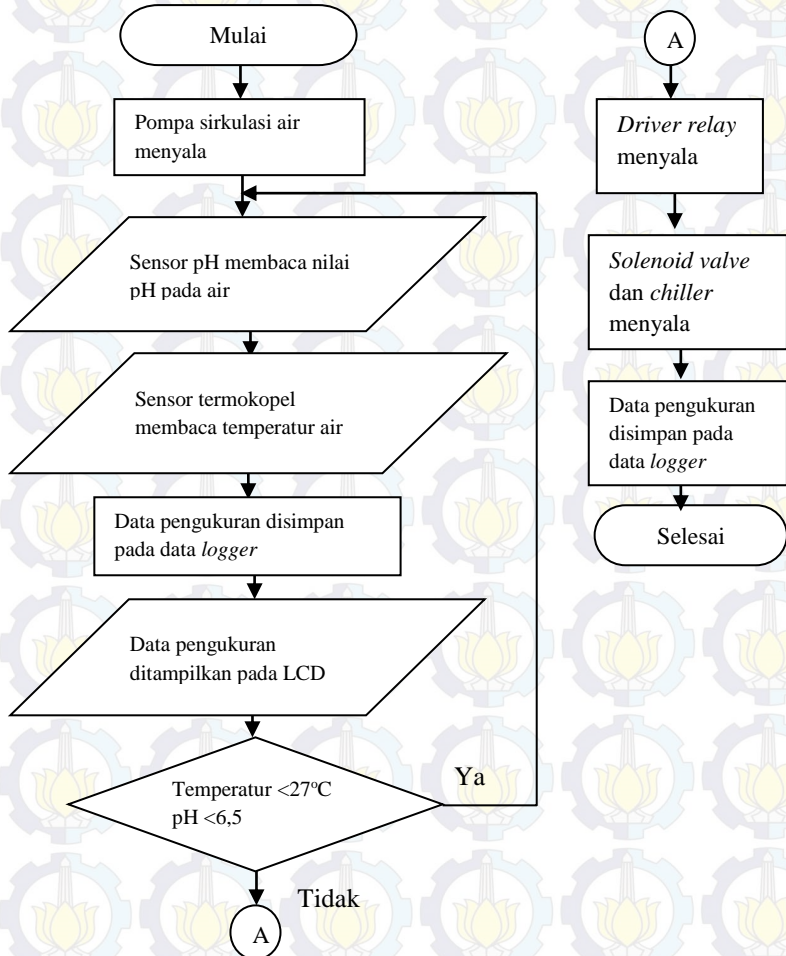 Mulai
Pompa sirkulasi air
menyala
Sensor pH membaca nilai
pH pada air
Sensor termokopel
membaca temperatur air
Data pengukuran disimpan
pada data logger
Data pengukuran
ditampilkan pada LCD
Temperatur <27°C
pH <6,5
Ya
Tidak
A
A
Driver relay
menyala
Solenoid valve
dan chiller
menyala
Data pengukuran
disimpan pada
data logger
Selesai